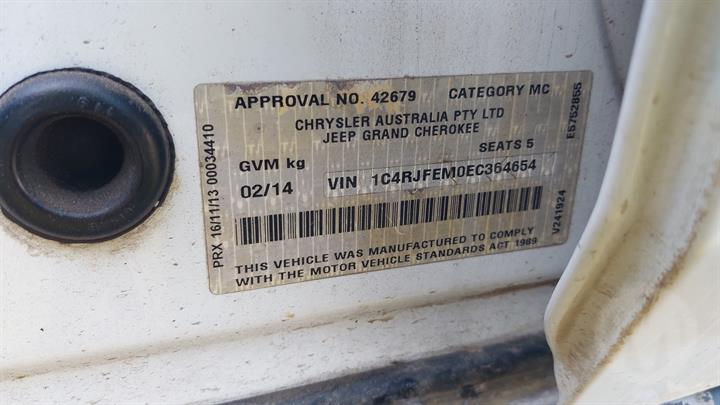 APPROVAL NO. 42679 CATEGORY MC
CHRYSLER AUSTRALIA PTY LTD
JEEP GRAND CHEROKEE
GVM kg SEATS 5
02/14 VIN 1C4RJFEM0EC364654
THIS VEHICLE WAS MANUFACTURED TO COMPLY
WITH THE MOTOR VEHICLE STANDARDS ACT 1989
PRX 16/11/13 00034410
E5752855
V241924